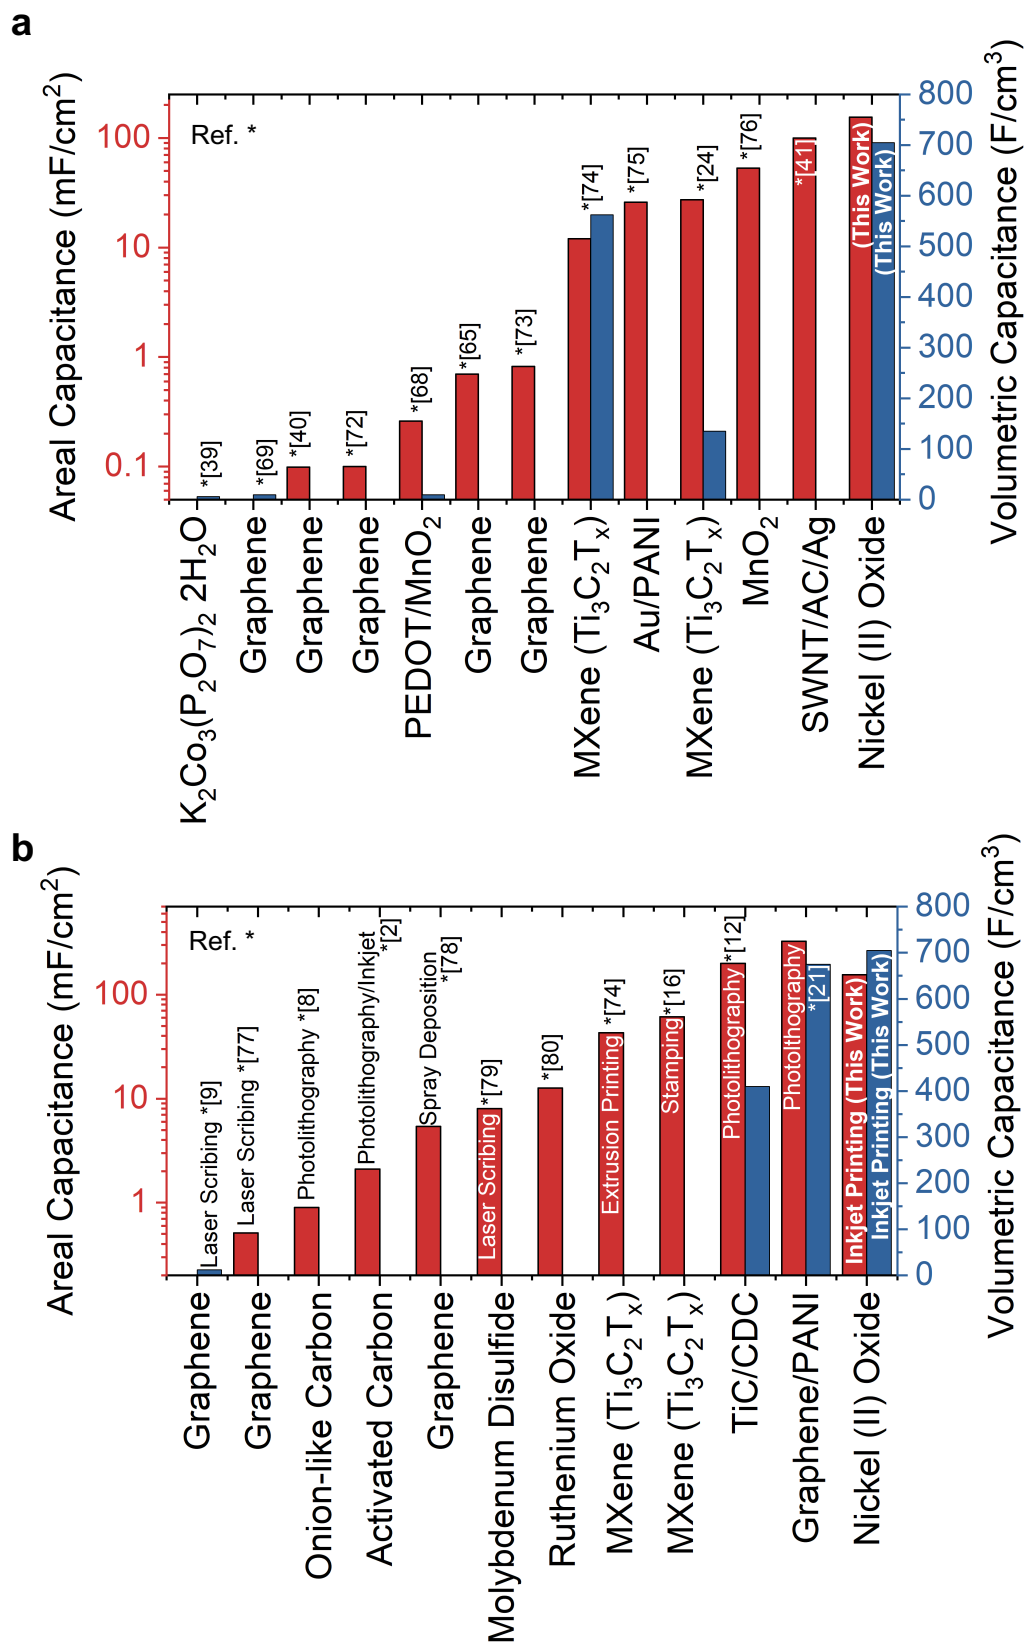 a
Areal Capacitance (mF/cm²)
100
10
1
0.1
Ref. *
*[39]
*[69]
*[40]
*[72]
*[68]
*[65]
*[73]
*[74]
*[75]
*[24]
*[76]
*[41]
(This Work)
(This Work)
800
700
600
500
400
300
200
100
0
Volumetric Capacitance (F/cm³)
K₂Co₃(P₂O₇)₂ 2H₂O
Graphene
Graphene
Graphene
PEDOT/MnO₂
Graphene
Graphene
MXene (Ti₃C₂Tₓ)
Au/PANI
MXene (Ti₃C₂Tₓ)
MnO₂
SWNT/AC/Ag
Nickel (II) Oxide
b
Areal Capacitance (mF/cm²)
100
10
1
Ref. *
Laser Scribing *[9]
Laser Scribing *[77]
Photolithography *[8]
Photolithography/Inkjet
*[2]
Spray Deposition
*[78]
Laser Scribing *[79]
*[80]
Extrusion Printing *[74]
Stamping *[16]
Photolithography *[12]
Photolthography
*[21]
Inkjet Printing (This Work)
Inkjet Printing (This Work)
800
700
600
500
400
300
200
100
0
Volumetric Capacitance (F/cm³)
Graphene
Graphene
Onion-like Carbon
Activated Carbon
Graphene
Molybdenum Disulfide
Ruthenium Oxide
MXene (Ti₃C₂Tₓ)
MXene (Ti₃C₂Tₓ)
TiC/CDC
Graphene/PANI
Nickel (II) Oxide